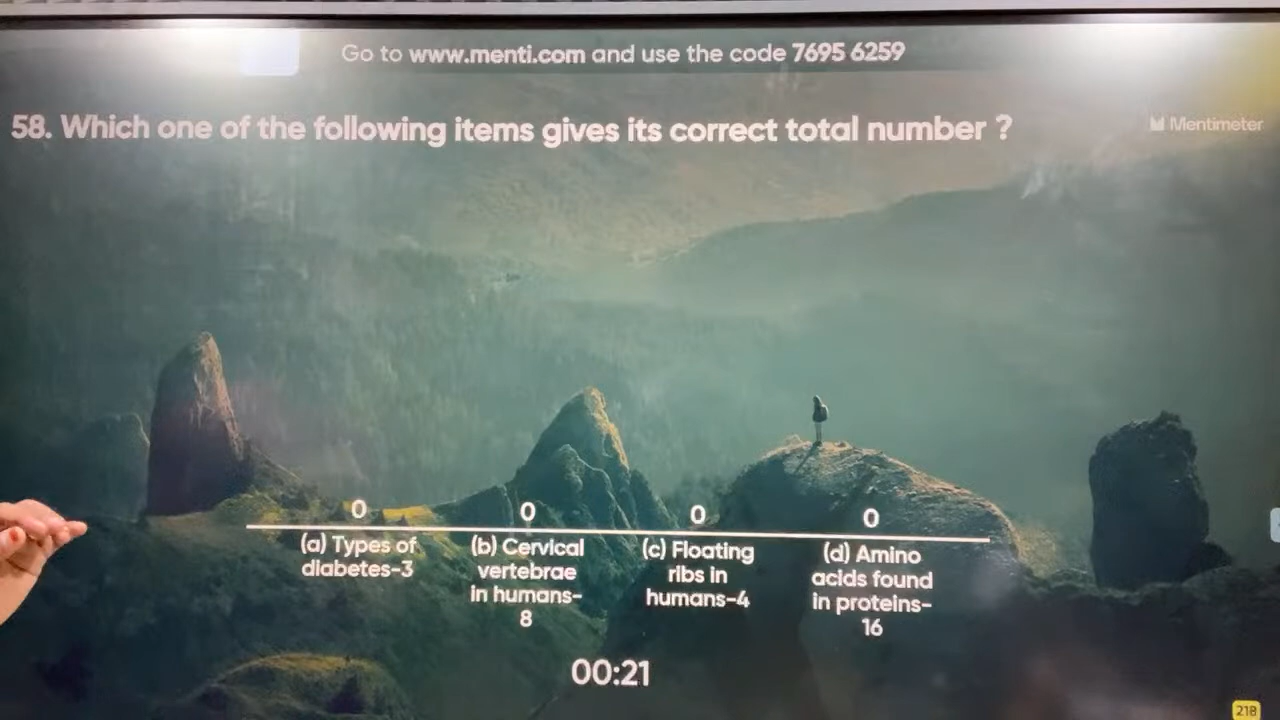 Go to www.menti.com and use the code 7695 6259
58. Which one of the following items gives its correct total number ?
Mentimeter
0
(a) Types of
diabetes-3
0
(b) Cervical
vertebrae
in humans-
8
0
(c) Floating
ribs in
humans-4
0
(d) Amino
acids found
in proteins-
16
00:21
218